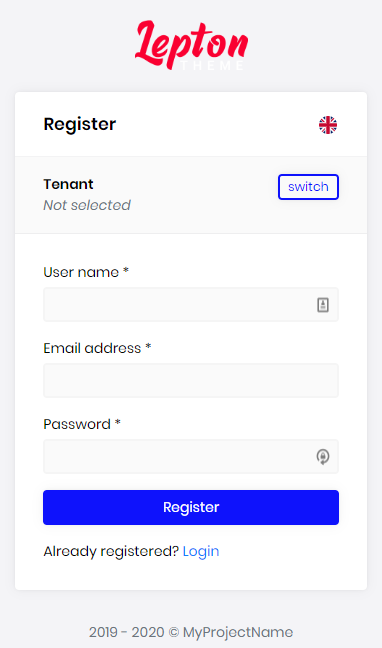 Lepton
THEME
Register
Tenant
switch
Not selected
User name *
Email address *
Password *
Register
Already registered? Login
2019 - 2020 © MyProjectName